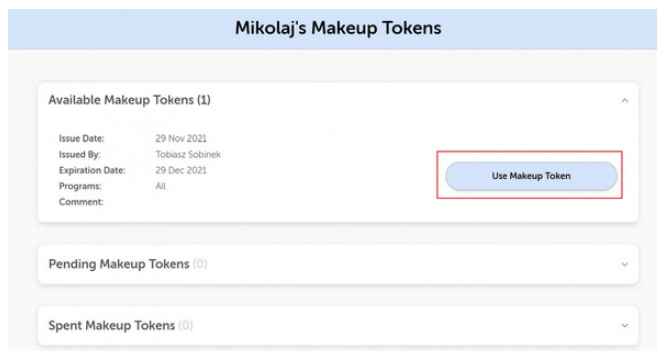 Mikolaj's Makeup Tokens
Available Makeup Tokens (1)
Issue Date: 29 Nov 2021
Issued By: Tobiasz Sobinek
Expiration Date: 29 Dec 2021
Programs: All
Comment:
Use Makeup Token
Pending Makeup Tokens (0)
Spent Makeup Tokens (0)